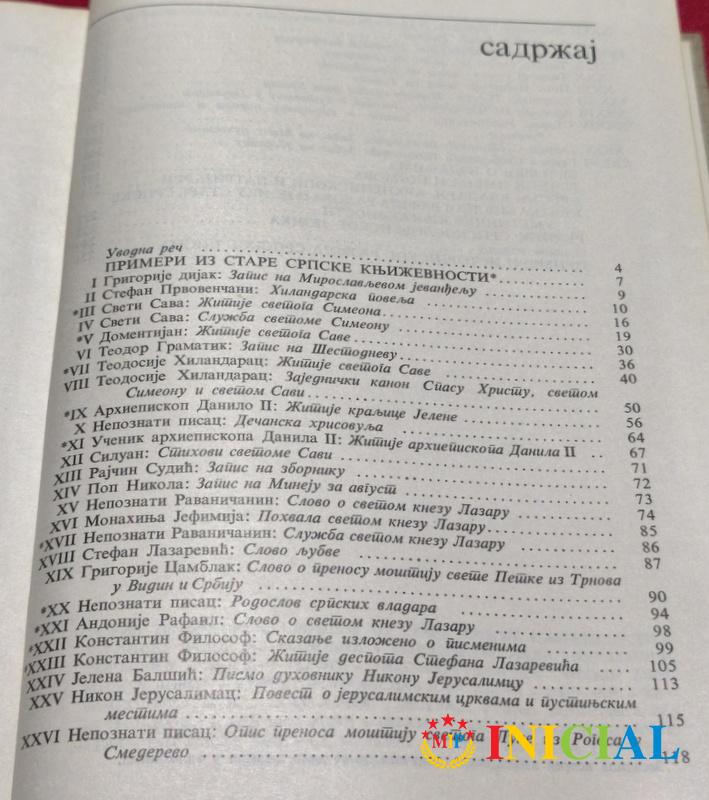 садржај
Уводна реч . . . . . . . . . . . . . . . . . . . . . . . . . . . . 4
ПРИМЕРИ ИЗ СТАРЕ СРПСКЕ КЊИЖЕВНОСТИ* . . . . . . . 7
I Григорије дијак: Запис на Мирослављевом јеванђељу . . . . . . 9
II Стефан Првовенчани: Хиландарска повеља . . . . . . . . . . 10
*III Свети Сава: Житије светога Симеона . . . . . . . . . . . . 16
IV Свети Сава: Служба светоме Симеону . . . . . . . . . . . . 19
*V Доментијан: Житије светога Саве . . . . . . . . . . . . . . 30
VI Теодор Граматик: Запис на Шестодневу . . . . . . . . . . . . 36
*VII Теодосије Хиландарац: Житије светога Саве . . . . . . . . . 40
VIII Теодосије Хиландарац: Заједнички канон Спасу Христу, светом
Симеону и светом Сави . . . . . . . . . . . . . . . . . . . . 50
*IX Архиепископ Данило II: Житије краљице Јелене . . . . . . . . 56
X Непознати писац: Дечанска хрисовуља . . . . . . . . . . . . 64
*XI Ученик архиепископа Данила II: Житије архиепископа Данила II . . 67
XII Силуан: Стихови светоме Сави . . . . . . . . . . . . . . . . 71
XIII Рајчин Судић: Запис на зборнику . . . . . . . . . . . . . . 72
XIV Поп Никола: Запис на Минеју за август . . . . . . . . . . . . 73
XV Непознати Раваничанин: Слово о светом кнезу Лазару . . . . . . 74
XVI Монахиња Јефимија: Похвала светом кнезу Лазару . . . . . . . 85
*XVII Непознати Раваничанин: Служба светом кнезу Лазару . . . . . 86
XVIII Стефан Лазаревић: Слово љубве . . . . . . . . . . . . . . 87
XIX Григорије Цамблак: Слово о преносу моштију свете Петке из Трнова
у Видин и Србију . . . . . . . . . . . . . . . . . . . . . . 90
*XX Непознати писац: Родослов српских владара . . . . . . . . . . 94
*XXI Андоније Рафаил: Слово о светом кнезу Лазару . . . . . . . . 98
*XXII Константин Философ: Сказање изложено о писменима . . . . . 99
*XXIII Константин Философ: Житије деспота Стефана Лазаревића . . . 105
XXIV Јелена Балшић: Писмо духовнику Никону Јерусалимцу . . . . . 113
XXV Никон Јерусалимац: Повест о јерусалимским црквама и пустињским
местима . . . . . . . . . . . . . . . . . . . . . . . . . . 115
XXVI Непознати писац: Опис преноса моштију светога Луке из Рогоса у
Смедерево . . . . . . . . . . . . . . . . . . . . . . . . . 118
INICIAL